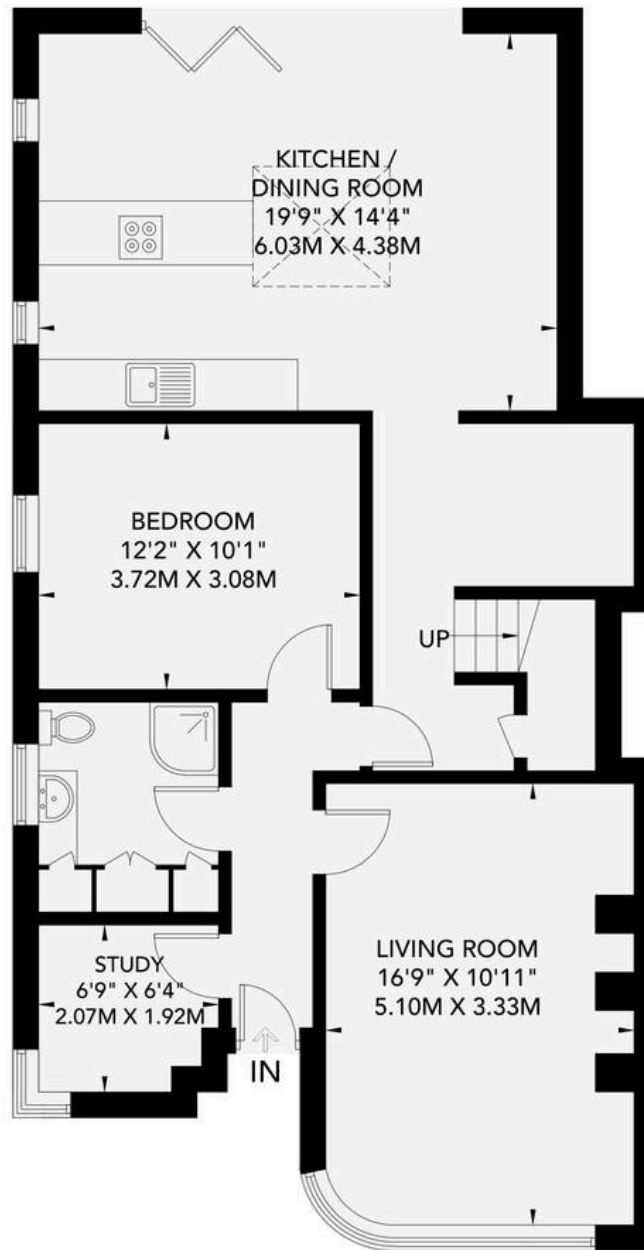 KITCHEN /
DINING ROOM
19'9" X 14'4"
6.03M X 4.38M
BEDROOM
12'2" X 10'1"
3.72M X 3.08M
UP
STUDY
6'9" X 6'4"
2.07M X 1.92M
LIVING ROOM
16'9" X 10'11"
5.10M X 3.33M
IN